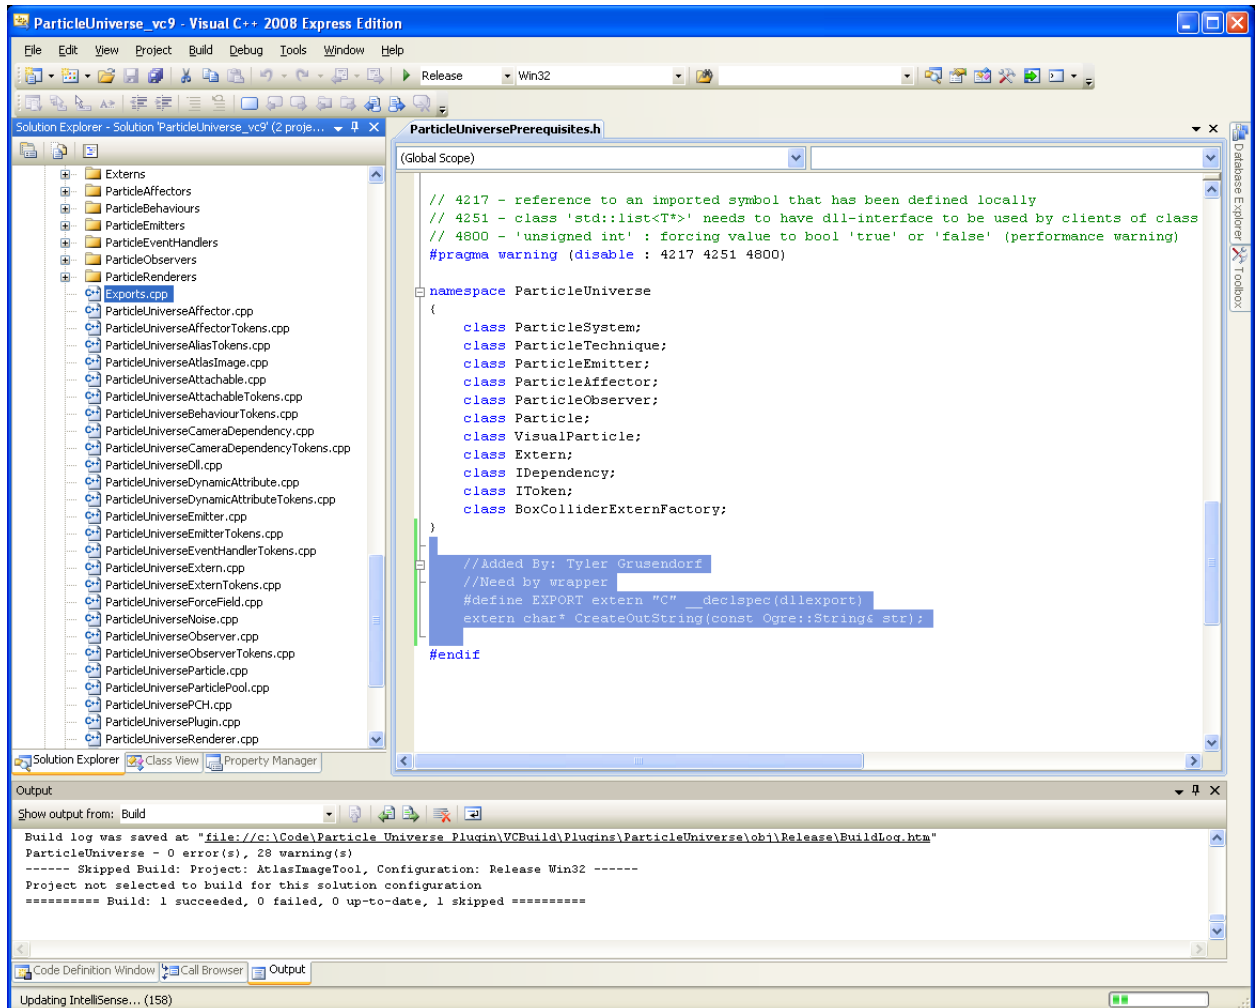 ParticleUniverse_vc9 - Visual C++ 2008 Express Edition
File Edit View Project Build Debug Tools Window Help
Release Win32
Solution Explorer - Solution 'ParticleUniverse_vc9' (2 proje...
Externs
ParticleAffectors
ParticleBehaviours
ParticleEmitters
ParticleEventHandlers
ParticleObservers
ParticleRenderers
Exports.cpp
ParticleUniverseAffector.cpp
ParticleUniverseAffectorTokens.cpp
ParticleUniverseAliasTokens.cpp
ParticleUniverseAtlasImage.cpp
ParticleUniverseAttachable.cpp
ParticleUniverseAttachableTokens.cpp
ParticleUniverseBehaviourTokens.cpp
ParticleUniverseCameraDependency.cpp
ParticleUniverseCameraDependencyTokens.cpp
ParticleUniverseDll.cpp
ParticleUniverseDynamicAttribute.cpp
ParticleUniverseDynamicAttributeTokens.cpp
ParticleUniverseEmitter.cpp
ParticleUniverseEmitterTokens.cpp
ParticleUniverseEventHandlerTokens.cpp
ParticleUniverseExtern.cpp
ParticleUniverseExternTokens.cpp
ParticleUniverseForceField.cpp
ParticleUniverseNoise.cpp
ParticleUniverseObserver.cpp
ParticleUniverseObserverTokens.cpp
ParticleUniverseParticle.cpp
ParticleUniverseParticlePool.cpp
ParticleUniversePCH.cpp
ParticleUniversePlugin.cpp
ParticleUniverseRenderer.cpp
Solution Explorer Class View Property Manager
ParticleUniversePrerequisites.h
(Global Scope)
// 4217 - reference to an imported symbol that has been defined locally
// 4251 - class 'std::list<T*>' needs to have dll-interface to be used by clients of class
// 4800 - 'unsigned int' : forcing value to bool 'true' or 'false' (performance warning)
#pragma warning (disable : 4217 4251 4800)
namespace ParticleUniverse
{
class ParticleSystem;
class ParticleTechnique;
class ParticleEmitter;
class ParticleAffector;
class ParticleObserver;
class Particle;
class VisualParticle;
class Extern;
class IDependency;
class IToken;
class BoxColliderExternFactory;
}
//Added By: Tyler Grusendorf
//Need by wrapper
#define EXPORT extern "C" __declspec(dllexport)
extern char* CreateOutString(const Ogre::String& str);
#endif
Database Explorer
Toolbox
Output
Show output from: Build
Build log was saved at "file://c:\Code\Particle Universe Plugin\VCBuild\Plugins\ParticleUniverse\obj\Release\BuildLog.htm"
ParticleUniverse - 0 error(s), 28 warning(s)
------ Skipped Build: Project: AtlasImageTool, Configuration: Release Win32 ------
Project not selected to build for this solution configuration
========== Build: 1 succeeded, 0 failed, 0 up-to-date, 1 skipped ==========
Code Definition Window Call Browser Output
Updating IntelliSense... (158)